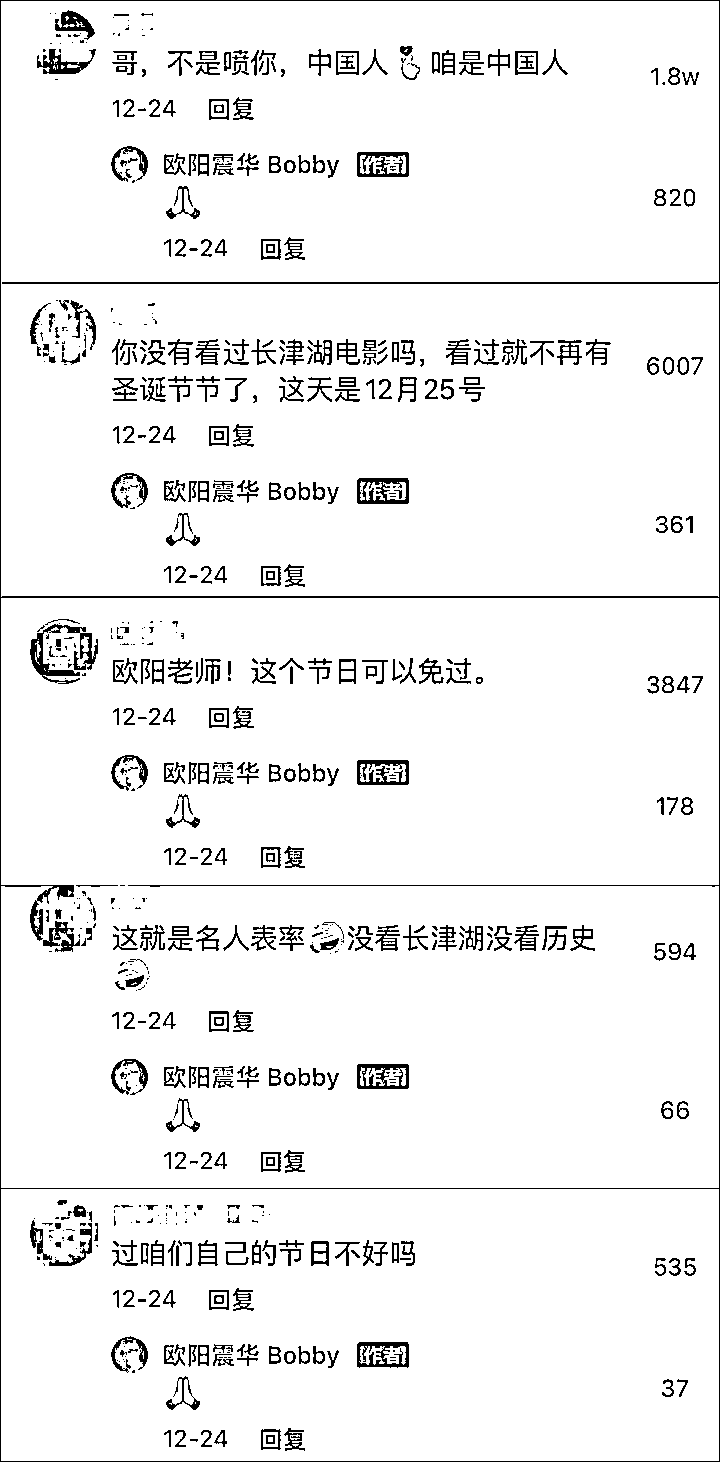 哥，不是喷你，中国人🫰咱是中国人
1.8w
12-24 回复
欧阳震华 Bobby 作者
🙏
820
12-24 回复
你没有看过长津湖电影吗，看过就不再有
圣诞节节了，这天是12月25号
6007
12-24 回复
欧阳震华 Bobby 作者
🙏
361
12-24 回复
欧阳老师！这个节日可以免过。
3847
12-24 回复
欧阳震华 Bobby 作者
🙏
178
12-24 回复
这就是名人表率没看长津湖没看历史
594
12-24 回复
欧阳震华 Bobby 作者
🙏
66
12-24 回复
过咱们自己的节日不好吗
535
12-24 回复
欧阳震华 Bobby 作者
🙏
37
12-24 回复